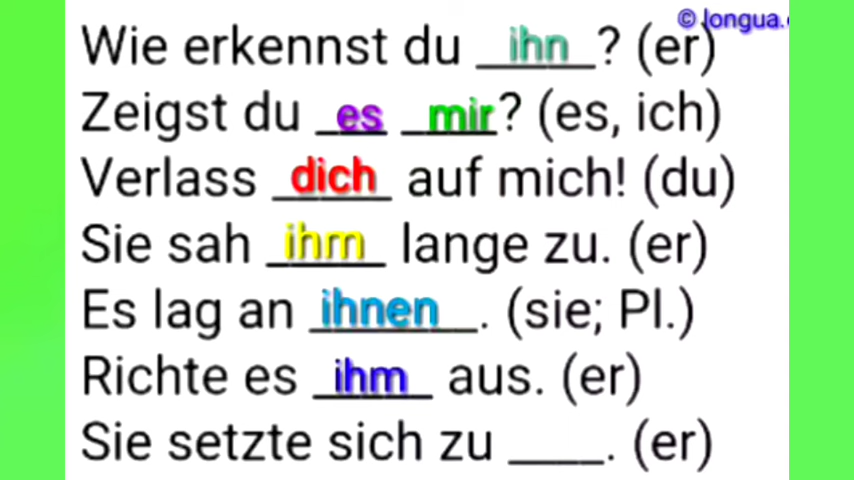 © longua.
Wie erkennst du ihn? (er)
Zeigst du es mir? (es, ich)
Verlass dich auf mich! (du)
Sie sah ihm lange zu. (er)
Es lag an ihnen. (sie; Pl.)
Richte es ihm aus. (er)
Sie setzte sich zu ____. (er)